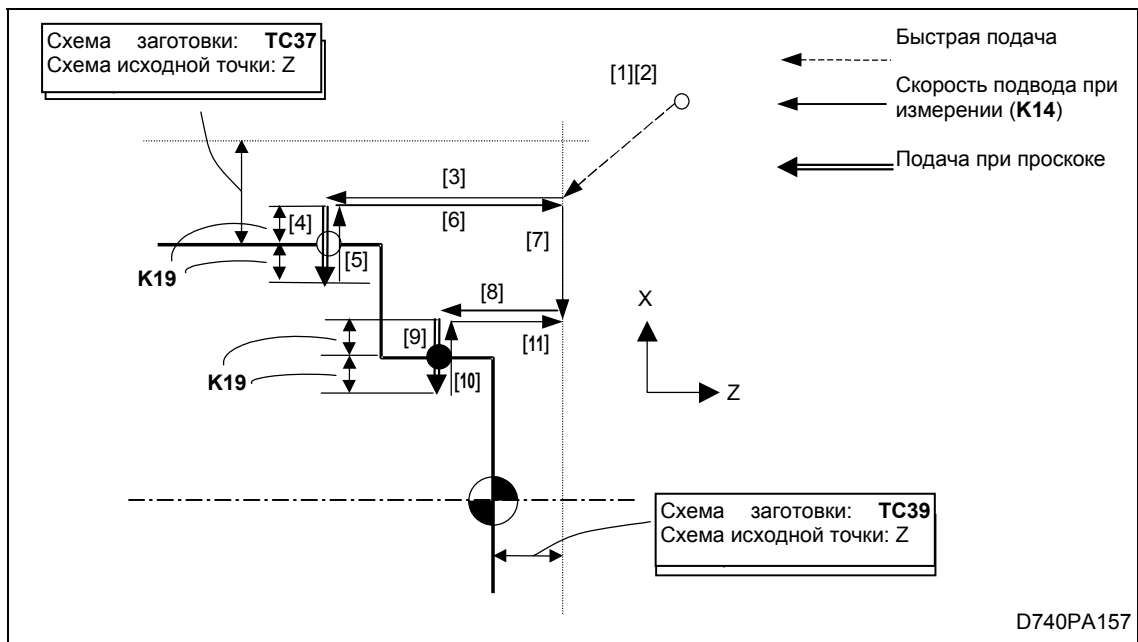 Схема заготовки: TC37
Схема исходной точки: Z
Быстрая подача
[1][2]
Скорость подвода при
измерении (K14)
Подача при проскоке
[3]
[4]
[6]
[7]
[5]
K19
[8]
X
[9]
[11]
K19
[10]
Z
Схема заготовки: TC39
Схема исходной точки: Z
D740PA157